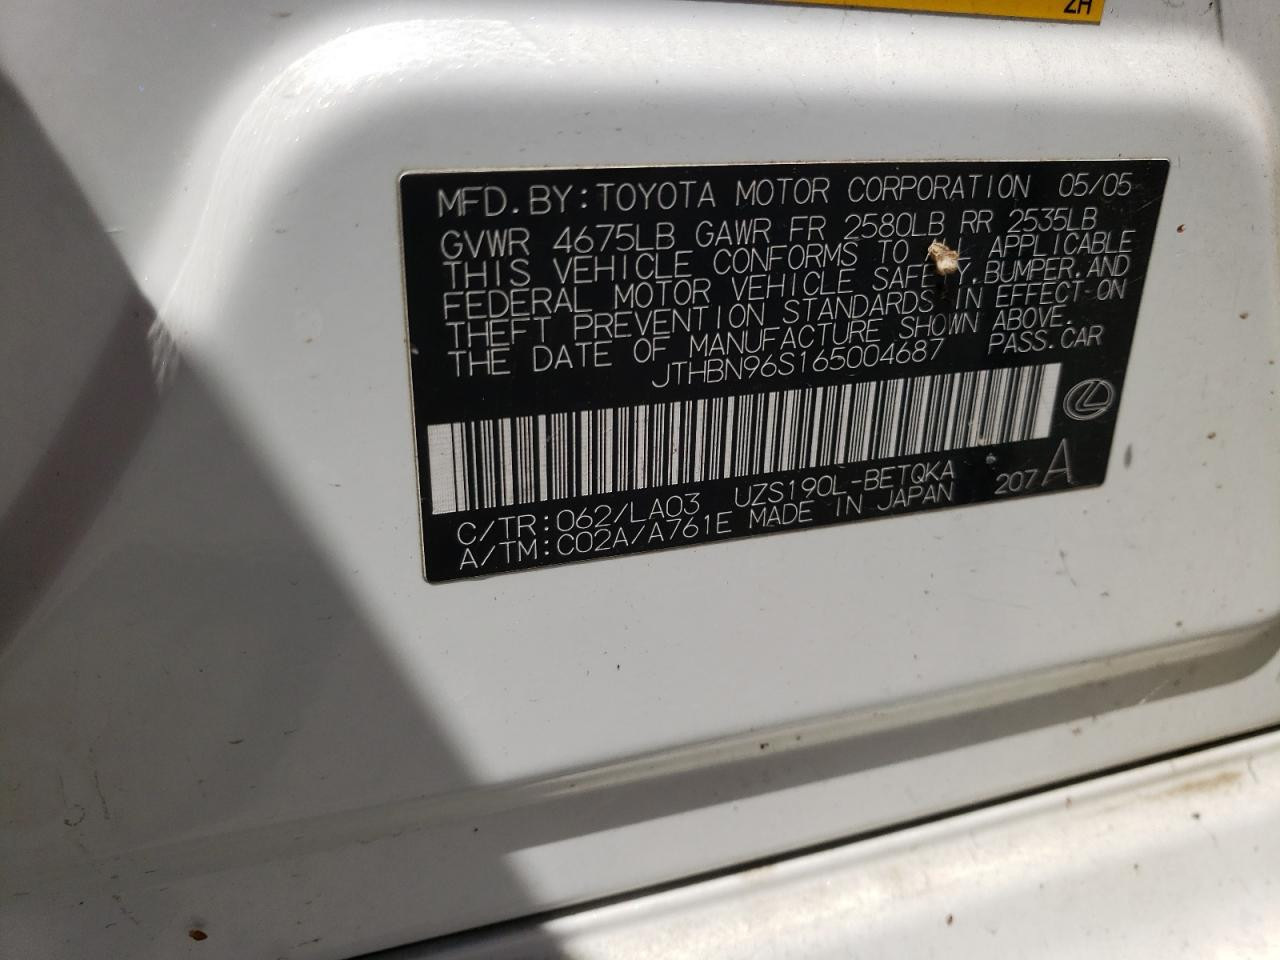 2H
MFD.BY:TOYOTA MOTOR CORPORATION 05/05
GVWR 4675LB GAWR FR 2580LB RR 2535LB
THIS VEHICLE CONFORMS TO APPLICABLE
FEDERAL MOTOR VEHICLE SAFETY,BUMPER,AND
THEFT PREVENTION STANDARDS IN EFFECT ON
THE DATE OF MANUFACTURE SHOWN ABOVE.
JTHBN96S165004687 PASS.CAR
UZS190L-BETQKA 207 A
C/TR:062/LA03 MADE IN JAPAN
A/TM:C02A/A761E